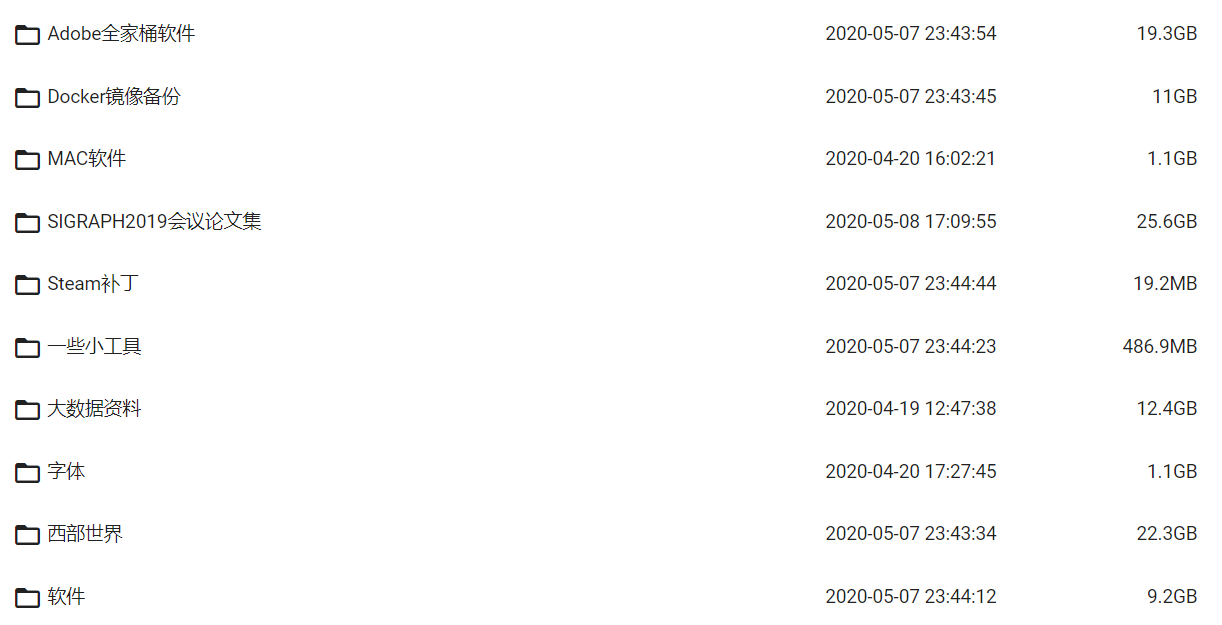 Adobe全家桶软件 2020-05-07 23:43:54 19.3GB
Docker镜像备份 2020-05-07 23:43:45 11GB
MAC软件 2020-04-20 16:02:21 1.1GB
SIGRAPH2019会议论文集 2020-05-08 17:09:55 25.6GB
Steam补丁 2020-05-07 23:44:44 19.2MB
一些小工具 2020-05-07 23:44:23 486.9MB
大数据资料 2020-04-19 12:47:38 12.4GB
字体 2020-04-20 17:27:45 1.1GB
西部世界 2020-05-07 23:43:34 22.3GB
软件 2020-05-07 23:44:12 9.2GB